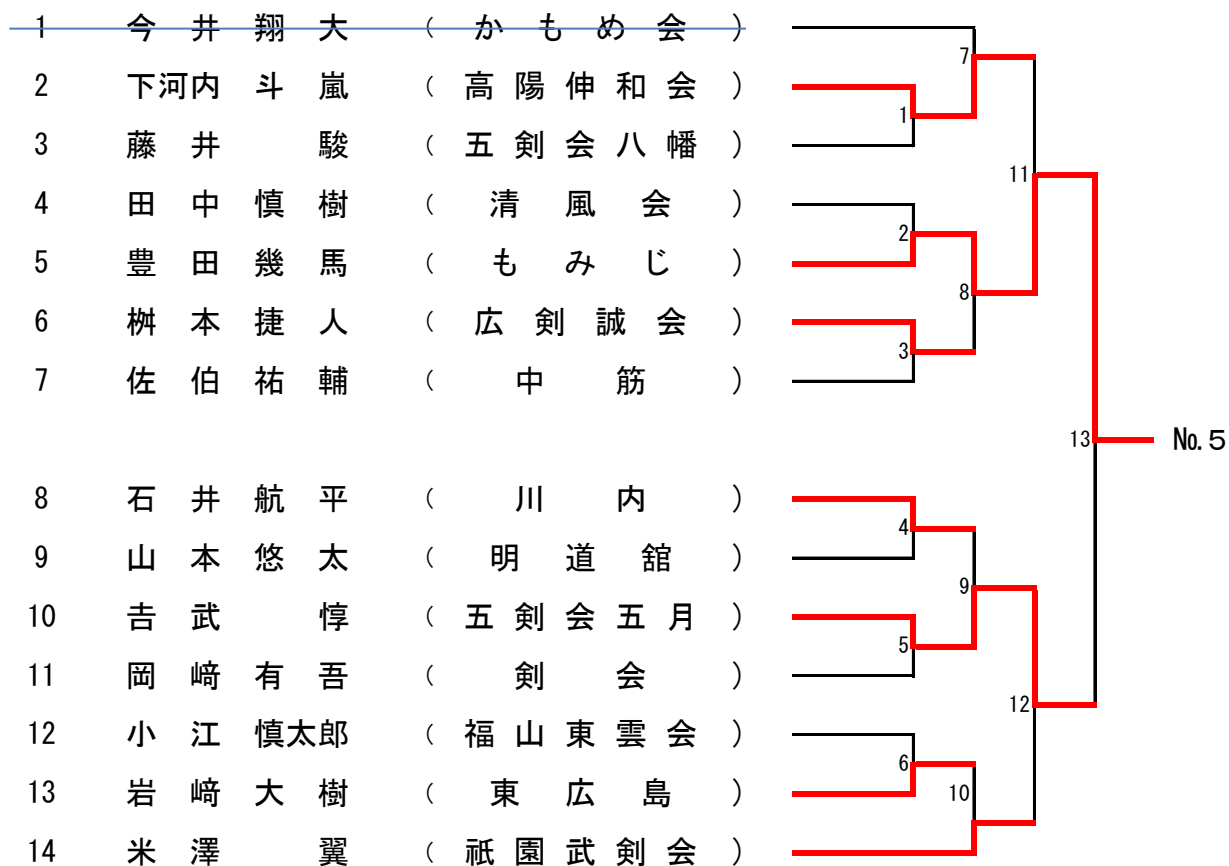 1 今井翔大 (かもめ会)
7
2 下河内斗嵐 (高陽伸和会)
1
3 藤井駿 (五剣会八幡)
11
4 田中慎樹 (清風会)
2
5 豊田幾馬 (もみじ)
8
6 桝本捷人 (広剣誠会)
3
7 佐伯祐輔 (中筋)
13 №5
8 石井航平 (川内)
4
9 山本悠太 (明道舘)
9
10 𠮷武惇 (五剣会五月)
5
11 岡﨑有吾 (剣会)
12
12 小江慎太郎 (福山東雲会)
6
13 岩﨑大樹 (東広島)
10
14 米澤翼 (祇園武剣会)